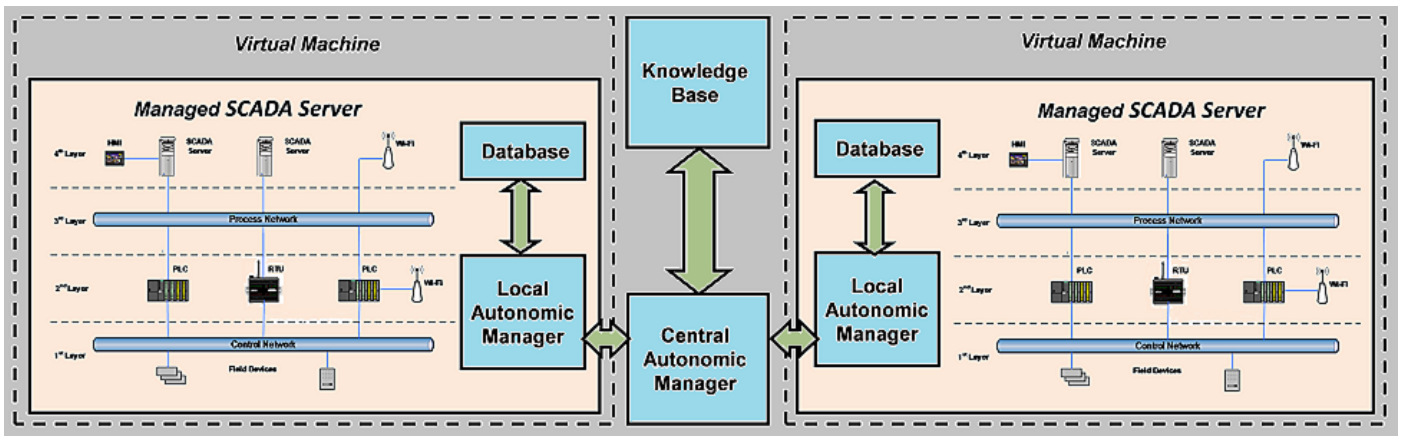 Virtual Machine
Managed SCADA Server
4th Layer
HMI
SCADA
Server
SCADA
Server
Wi-Fi
3rd Layer
Process Network
2nd Layer
PLC
RTU
PLC
Wi-Fi
1st Layer
Control Network
Field Devices
Database
Local
Autonomic
Manager
Knowledge
Base
Central
Autonomic
Manager
Virtual Machine
Managed SCADA Server
Database
Local
Autonomic
Manager
4th Layer
HMI
SCADA
Server
SCADA
Server
Wi-Fi
3rd Layer
Process Network
2nd Layer
PLC
RTU
PLC
Wi-Fi
1st Layer
Control Network
Field Devices